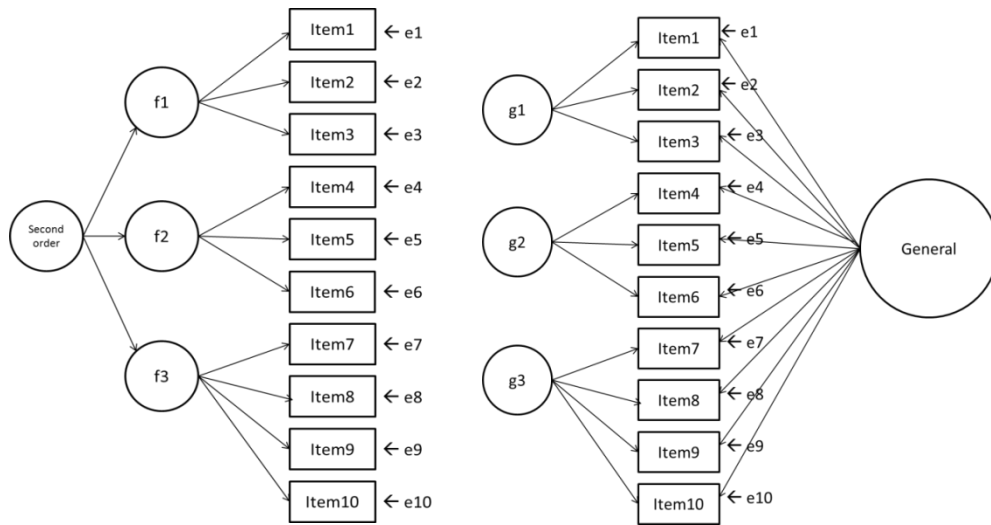 Item1
← e1
Item2
← e2
f1
Item3
← e3
Item4
← e4
Second
order
f2
Item5
← e5
Item6
← e6
Item7
← e7
f3
Item8
← e8
Item9
← e9
Item10
← e10
Item1
← e1
Item2
← e2
g1
Item3
← e3
Item4
← e4
g2
Item5
← e5
General
Item6
← e6
Item7
← e7
g3
Item8
← e8
Item9
← e9
Item10
← e10